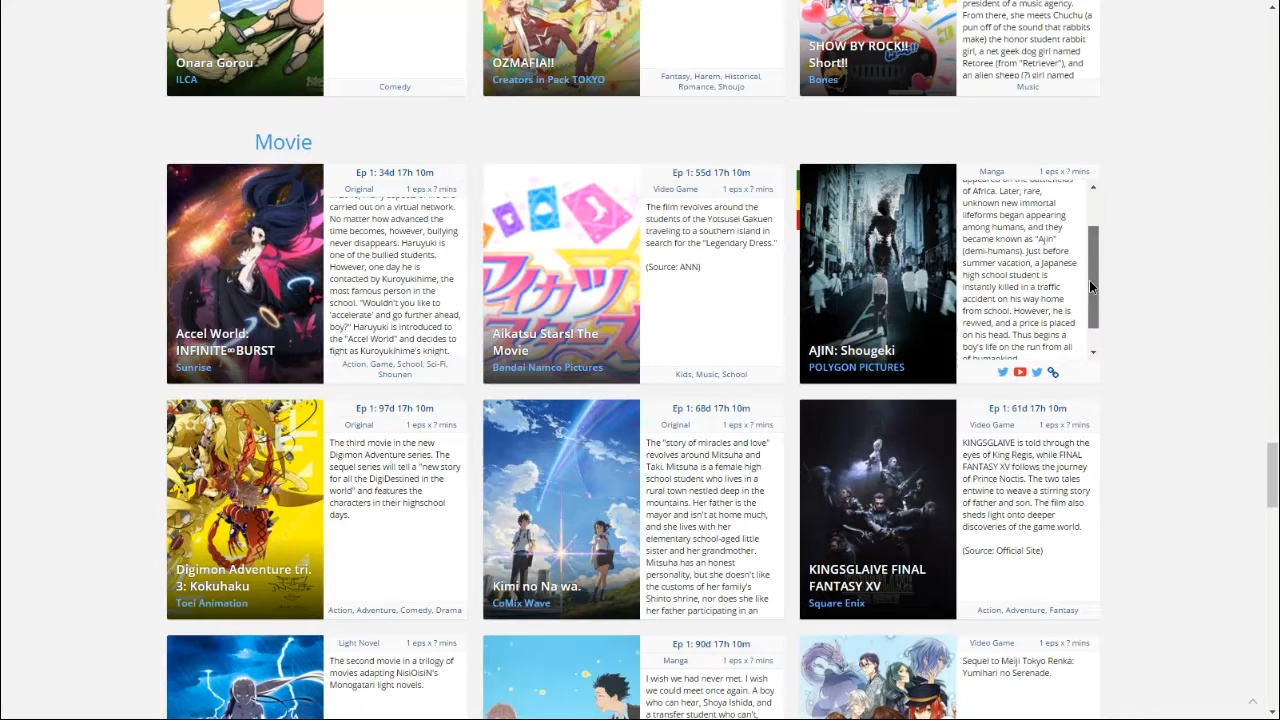 Onara Gorou
ILCA
Comedy
OZMAFIA!!
Creators in Pack TOKYO
Fantasy, Harem, Historical,
Romance, Shoujo
SHOW BY ROCK!!
Short!!
Bones
president of a music agency.
From there, she meets Chuchu (a
pun off of the sound that rabbits
make) the honor student rabbit
girl, a net geek dog girl named
Retoree (from "Retriever"), and
an alien sheep (?) girl named
Music
Movie
Accel World:
INFINITE∞BURST
Sunrise
Ep 1: 34d 17h 10m
Original 1 eps x ? mins
carried out on a virtual network.
No matter how advanced the
time becomes, however, bullying
never disappears. Haruyuki is
one of the bullied students.
However, one day he is
contacted by Kuroyukihime, the
most famous person in the
school. "Wouldn't you like to
'accelerate' and go further ahead,
boy?" Haruyuki is introduced to
the "Accel World" and decides to
fight as Kuroyukihime's knight.
Action, Game, School, Sci-Fi,
Shounen
アイカツ
Aikatsu Stars! The
Movie
Bandai Namco Pictures
Ep 1: 55d 17h 10m
Video Game 1 eps x ? mins
The film revolves around the
students of the Yotsusei Gakuen
traveling to a southern island in
search for the "Legendary Dress."
(Source: ANN)
Kids, Music, School
AJIN: Shougeki
POLYGON PICTURES
Manga 1 eps x ? mins
appeared on the battlefields
of Africa. Later, rare,
unknown new immortal
lifeforms began appearing
among humans, and they
became known as "Ajin"
(demi-humans). Just before
summer vacation, a Japanese
high school student is
instantly killed in a traffic
accident on his way home
from school. However, he is
revived, and a price is placed
on his head. Thus begins a
boy's life on the run from all
of humankind.
Digimon Adventure tri.
3: Kokuhaku
Toei Animation
Ep 1: 97d 17h 10m
Original 1 eps x ? mins
The third movie in the new
Digimon Adventure series. The
sequel series will tell a "new story
for all the DigiDestined in the
world" and features the
characters in their highschool
days.
Action, Adventure, Comedy, Drama
Kimi no Na wa.
CoMix Wave
Ep 1: 68d 17h 10m
Original 1 eps x ? mins
The "story of miracles and love"
revolves around Mitsuha and
Taki. Mitsuha is a female high
school student who lives in a
rural town nestled deep in the
mountains. Her father is the
mayor and isn't at home much,
and she lives with her
elementary school-aged little
sister and her grandmother.
Mitsuha has an honest
personality, but she doesn't like
the customs of her family's
Shinto shrine, nor does she like
her father participating in an
KINGSGLAIVE FINAL
FANTASY XV
Square Enix
Ep 1: 61d 17h 10m
Video Game 1 eps x ? mins
KINGSGLAIVE is told through the
eyes of King Regis, while FINAL
FANTASY XV follows the journey
of Prince Noctis. The two tales
entwine to weave a stirring story
of father and son. The film also
sheds light onto deeper
discoveries of the game world.
(Source: Official Site)
Action, Adventure, Fantasy
Light Novel 1 eps x ? mins
The second movie in a trilogy of
movies adapting NisiOisiN's
Monogatari light novels.
Ep 1: 90d 17h 10m
Manga 1 eps x ? mins
I wish we had never met. I wish
we could meet once again. A boy
who can hear, Shoya Ishida, and
a transfer student who can't,
Video Game 1 eps x ? mins
Sequel to Meiji Tokyo Renka:
Yumihari no Serenade.